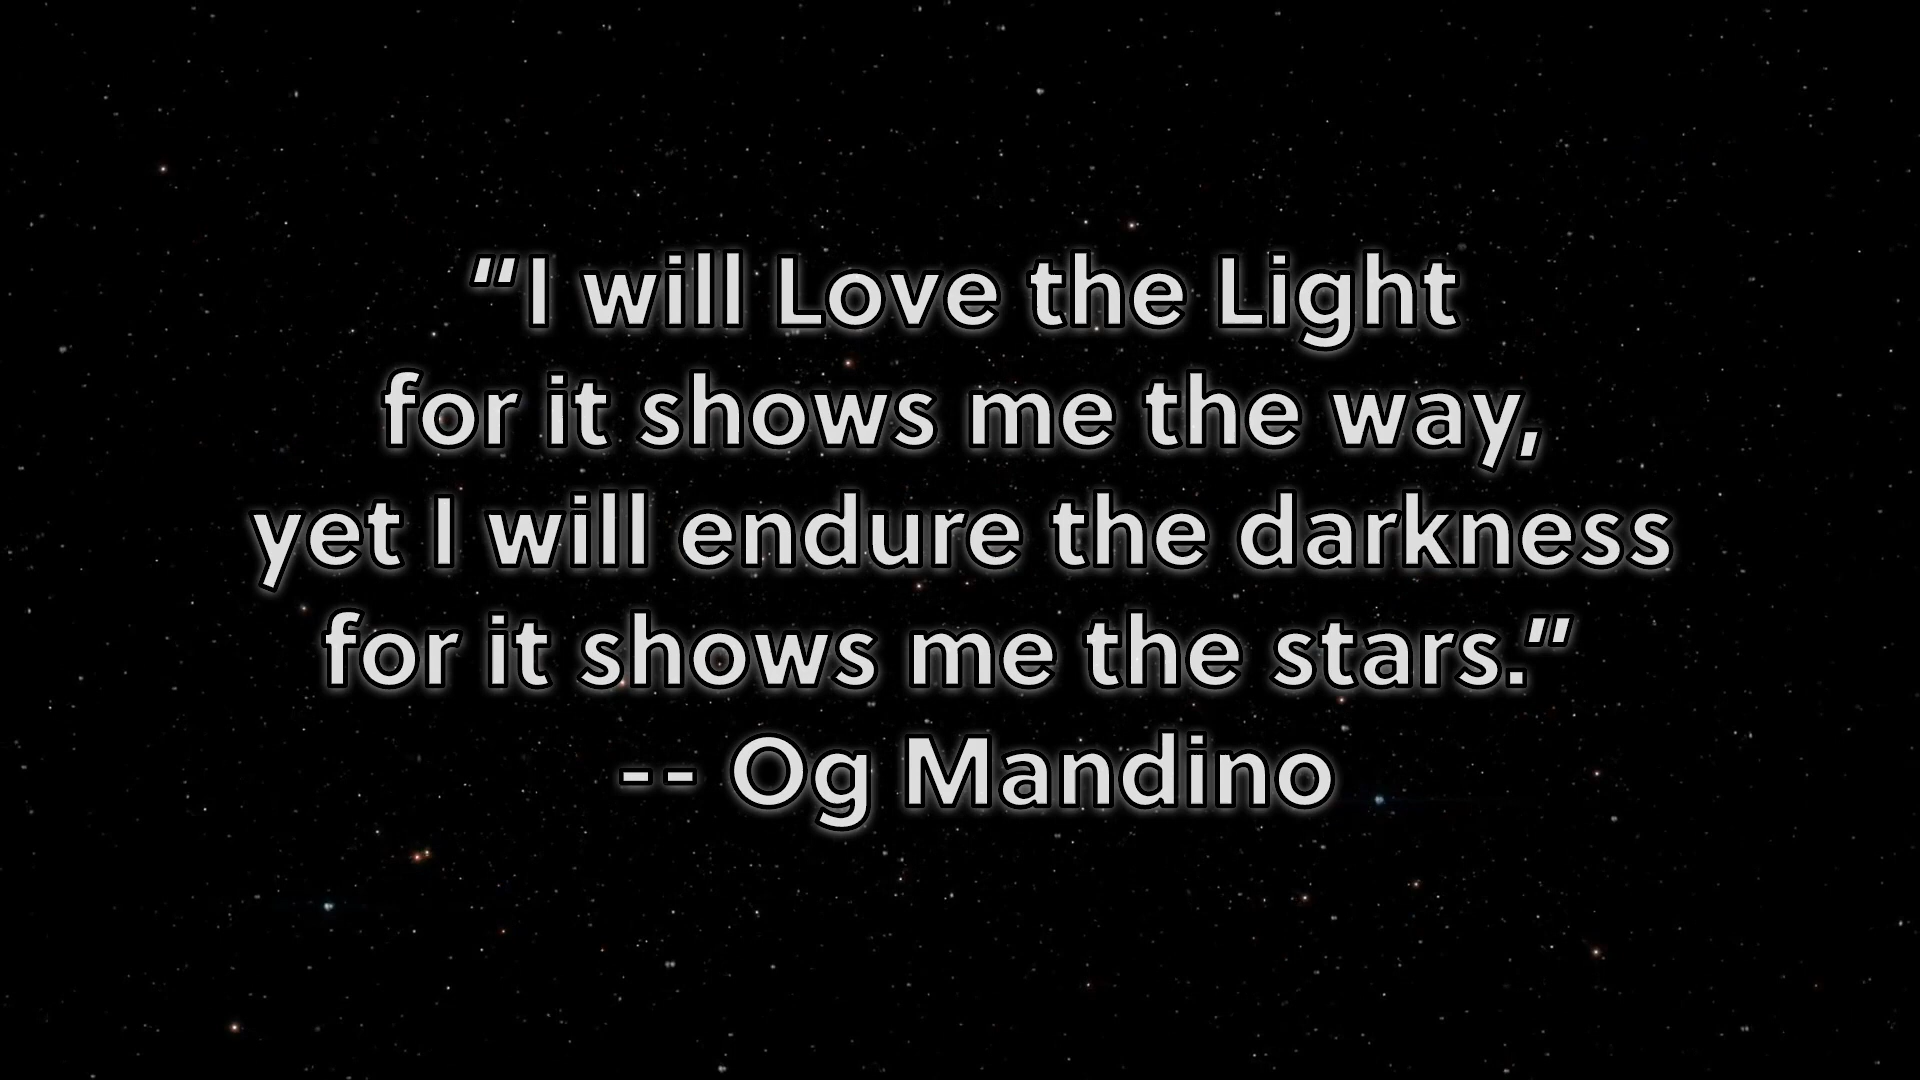 “I will Love the Light
for it shows me the way,
yet I will endure the darkness
for it shows me the stars.”
-- Og Mandino